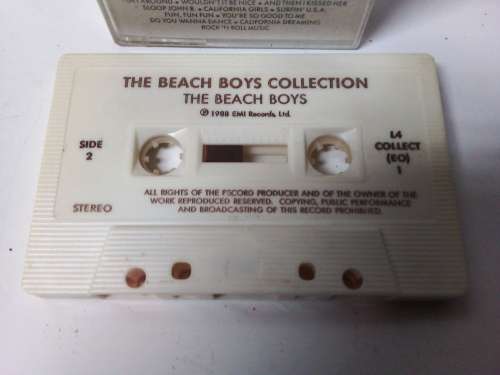 GET AROUND • WOULDN'T IT BE NICE • AND THEN I KISSED HER
SLOOP JOHN B. • CALIFORNIA GIRLS • SURFIN' U.S.A.
FUN, FUN, FUN • YOU'RE SO GOOD TO ME
DO YOU WANNA DANCE • CALIFORNIA DREAMING
ROCK 'N ROLL MUSIC
THE BEACH BOYS COLLECTION
THE BEACH BOYS
℗ 1988 EMI Records, Ltd.
SIDE
2
L4
COLLECT
(EO)
1
ALL RIGHTS OF THE RECORD PRODUCER AND OF THE OWNER OF THE
WORK REPRODUCED RESERVED. COPYING, PUBLIC PERFORMANCE
AND BROADCASTING OF THIS RECORD PROHIBITED.
STEREO